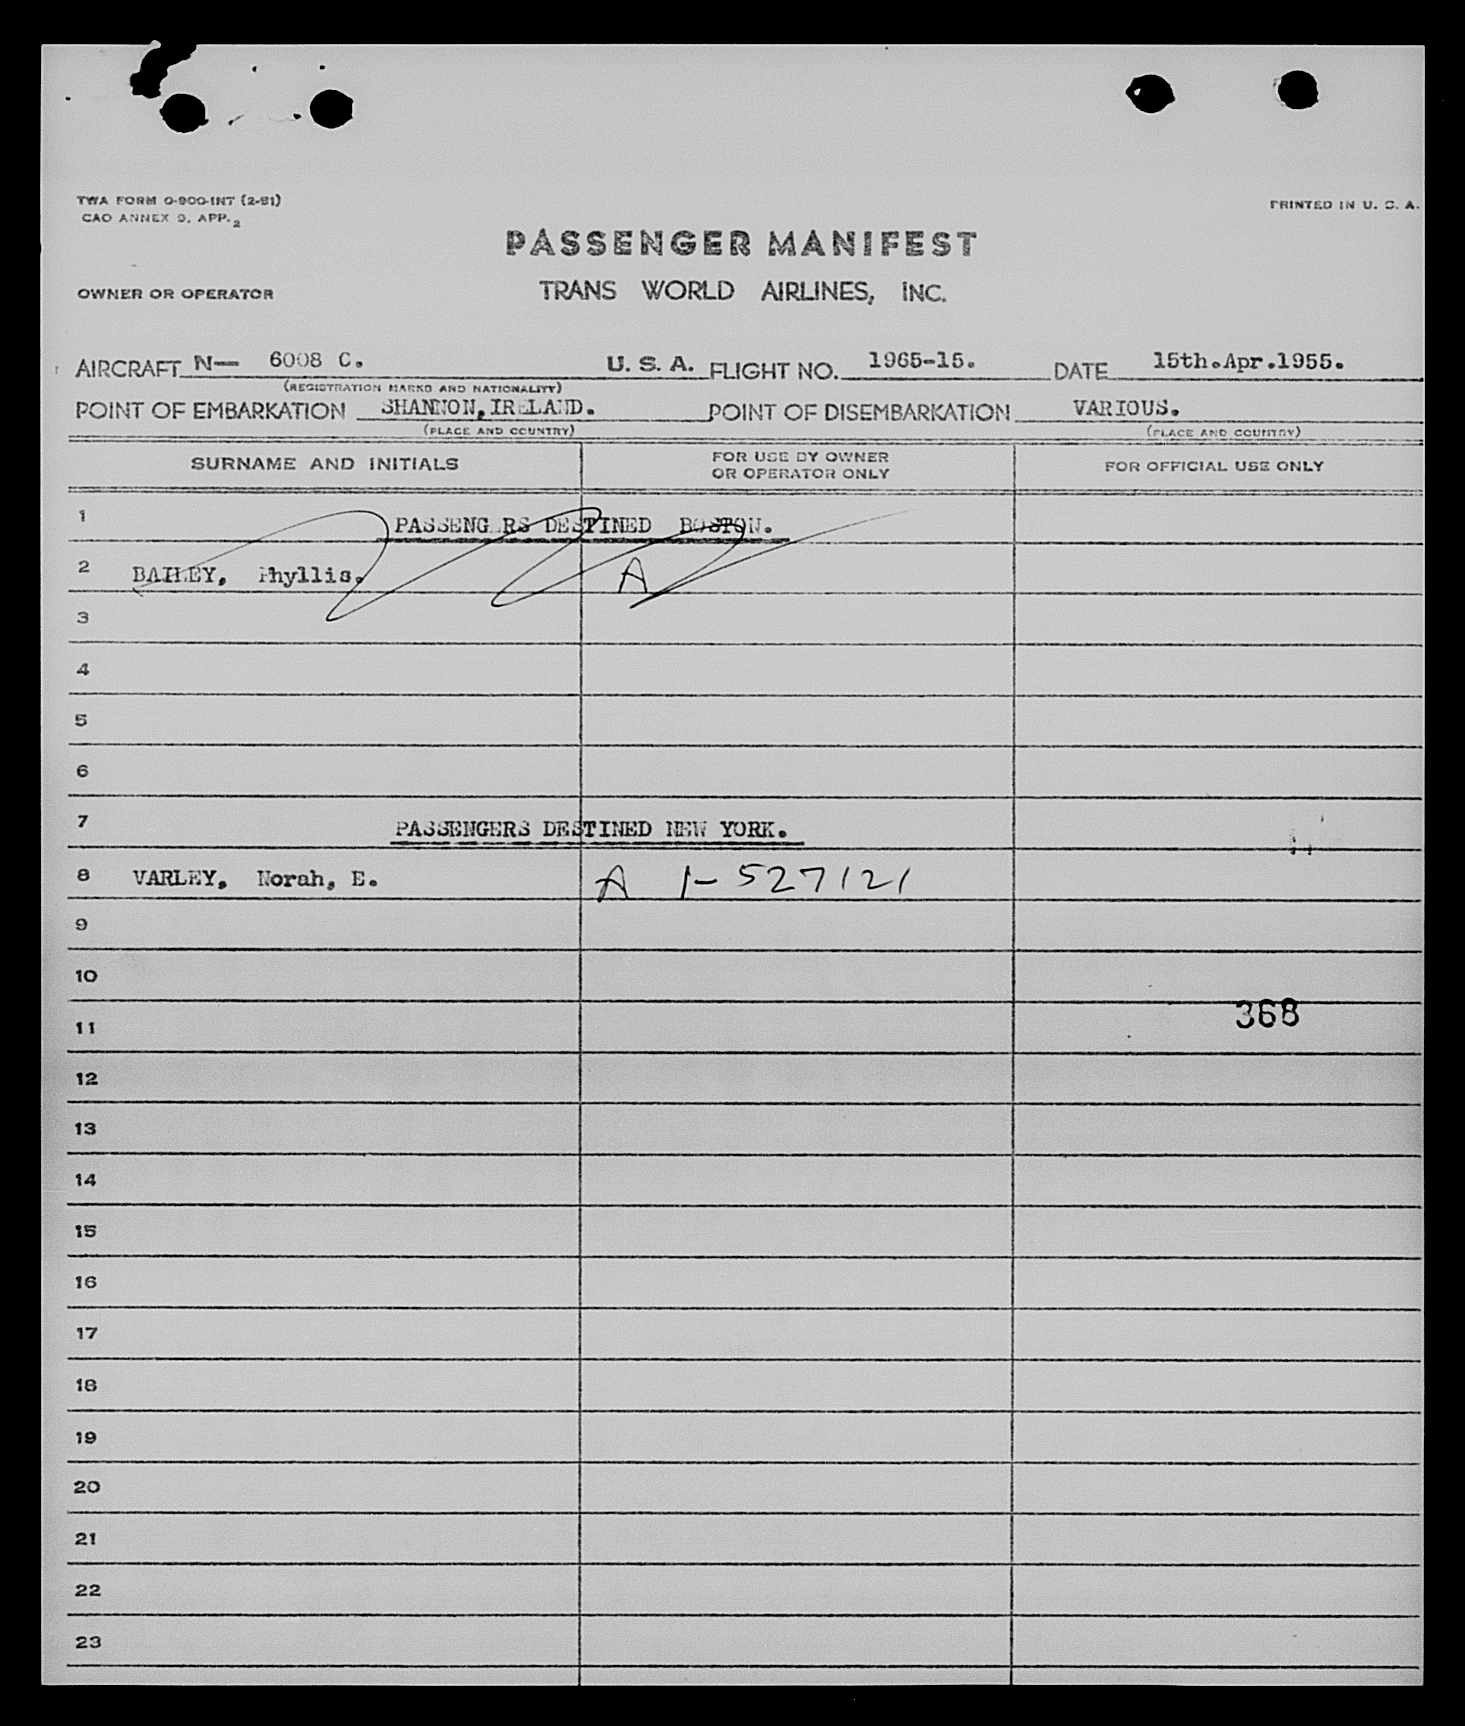 TWA FORM O-900-INT (2-51)
CAO ANNEX 9, APP. 2
PRINTED IN U. S. A.
PASSENGER MANIFEST
OWNER OR OPERATOR TRANS WORLD AIRLINES, INC.
AIRCRAFT N— 6008 C. U. S. A. FLIGHT NO. 1965-15. DATE 15th.Apr.1955.
(REGISTRATION MARKS AND NATIONALITY)
POINT OF EMBARKATION SHANNON,IRELAND. POINT OF DISEMBARKATION VARIOUS.
(PLACE AND COUNTRY) (PLACE AND COUNTRY)
SURNAME AND INITIALS FOR USE BY OWNER OR OPERATOR ONLY FOR OFFICIAL USE ONLY
1 PASSENGERS DESTINED BOSTON.
2 BAILEY, Phyllis. A
3
4
5
6
7 PASSENGERS DESTINED NEW YORK.
8 VARLEY, Norah, E. A 1-527121
9
10
368
11
12
13
14
15
16
17
18
19
20
21
22
23